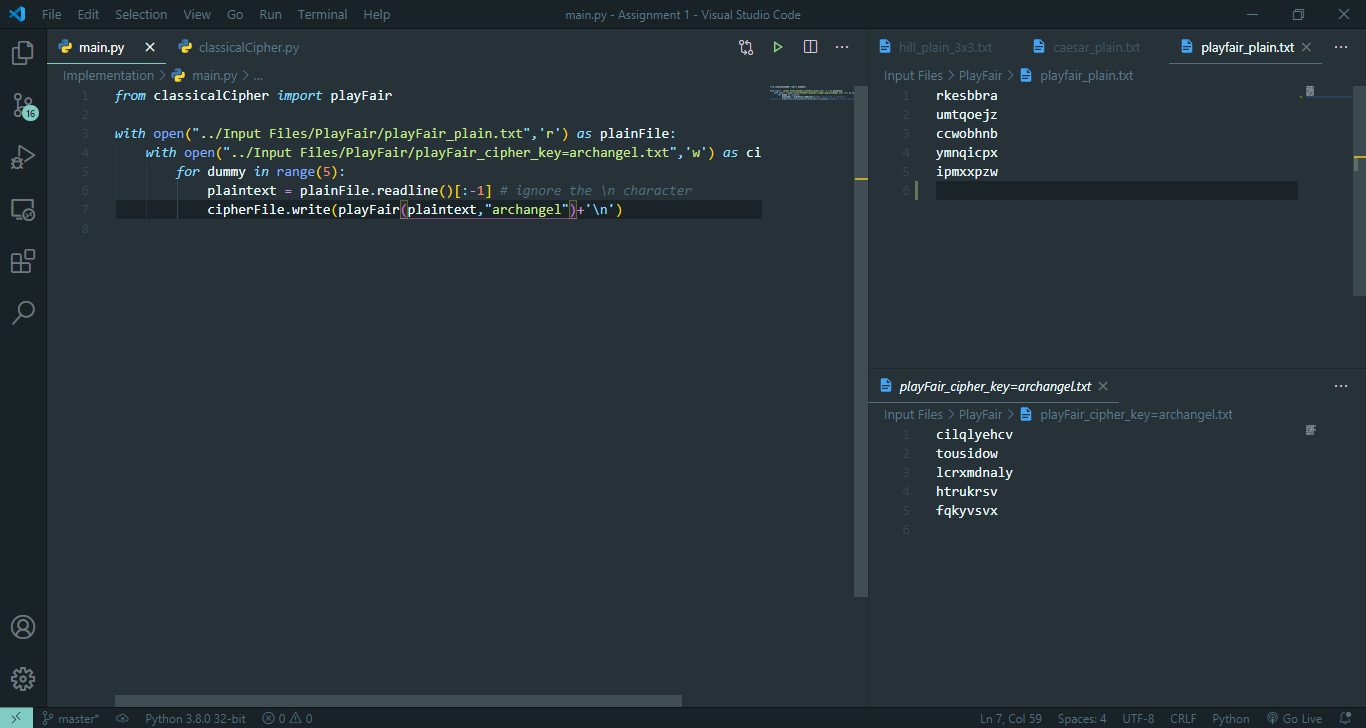 File Edit Selection View Go Run Terminal Help main.py - Assignment 1 - Visual Studio Code
main.py classicalCipher.py
Implementation > main.py > ...
1 from classicalCipher import playFair
2
3 with open("../Input Files/PlayFair/playFair_plain.txt",'r') as plainFile:
4 with open("../Input Files/PlayFair/playFair_cipher_key=archangel.txt",'w') as ci
5 for dummy in range(5):
6 plaintext = plainFile.readline()[:-1] # ignore the \n character
7 cipherFile.write(playFair(plaintext,"archangel")+'\n')
8
hill_plain_3x3.txt caesar_plain.txt playfair_plain.txt
Input Files > PlayFair > playfair_plain.txt
1 rkesbbra
2 umtqoejz
3 ccwobhnb
4 ymnqicpx
5 ipmxxpzw
6
playFair_cipher_key=archangel.txt
Input Files > PlayFair > playFair_cipher_key=archangel.txt
1 cilqlyehcv
2 tousidow
3 lcrxmdnaly
4 htrukrsv
5 fqkyvsvx
6
16
master* Python 3.8.0 32-bit 0 0 Ln 7, Col 59 Spaces: 4 UTF-8 CRLF Python Go Live